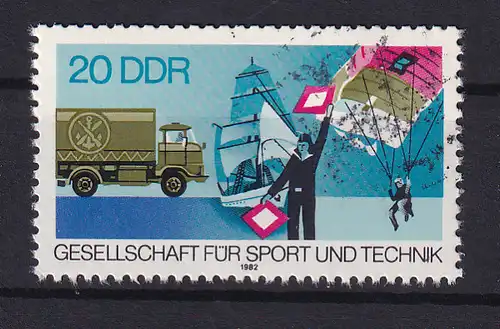 20 DDR
GESELLSCHAFT FÜR SPORT UND TECHNIK
1982